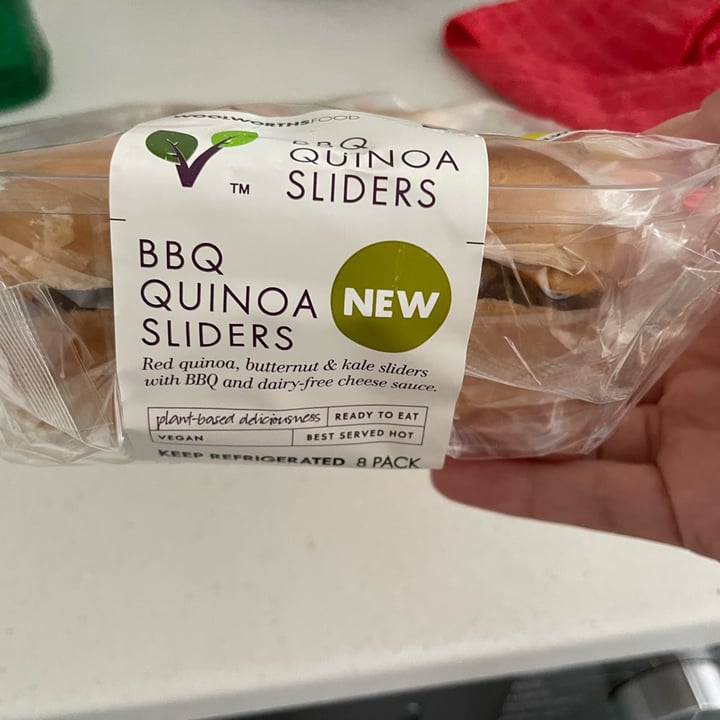 WOOLWORTHSFOOD
BBQ
QUINOA
SLIDERS
TM
BBQ
QUINOA
SLIDERS
NEW
Red quinoa, butternut & kale sliders
with BBQ and dairy-free cheese sauce.
plant-based deliciousness READY TO EAT
VEGAN BEST SERVED HOT
KEEP REFRIGERATED 8 PACK